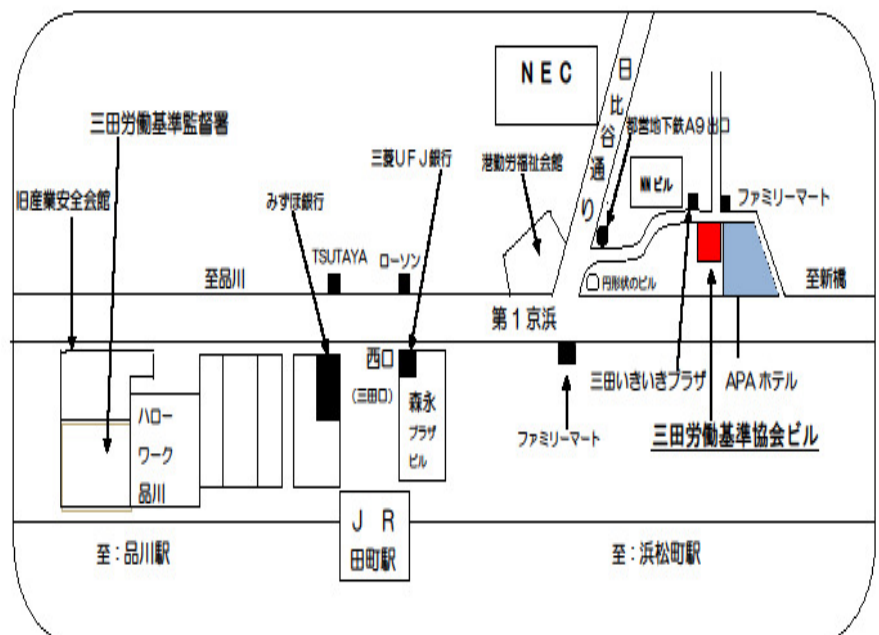 NEC
日比谷通り
三田労働基準監督署
都営地下鉄A9出口
三菱UFJ銀行
港勤労福祉会館
NNビル
旧産業安全会館
みずほ銀行
ファミリーマート
TSUTAYA
ローソン
至品川
円形状のビル
至新橋
第1京浜
西口
(三田口)
三田いきいきプラザ
APAホテル
森永
プラザ
ビル
ハロー
ワーク
品川
ファミリーマート
三田労働基準協会ビル
JR
田町駅
至：品川駅
至：浜松町駅